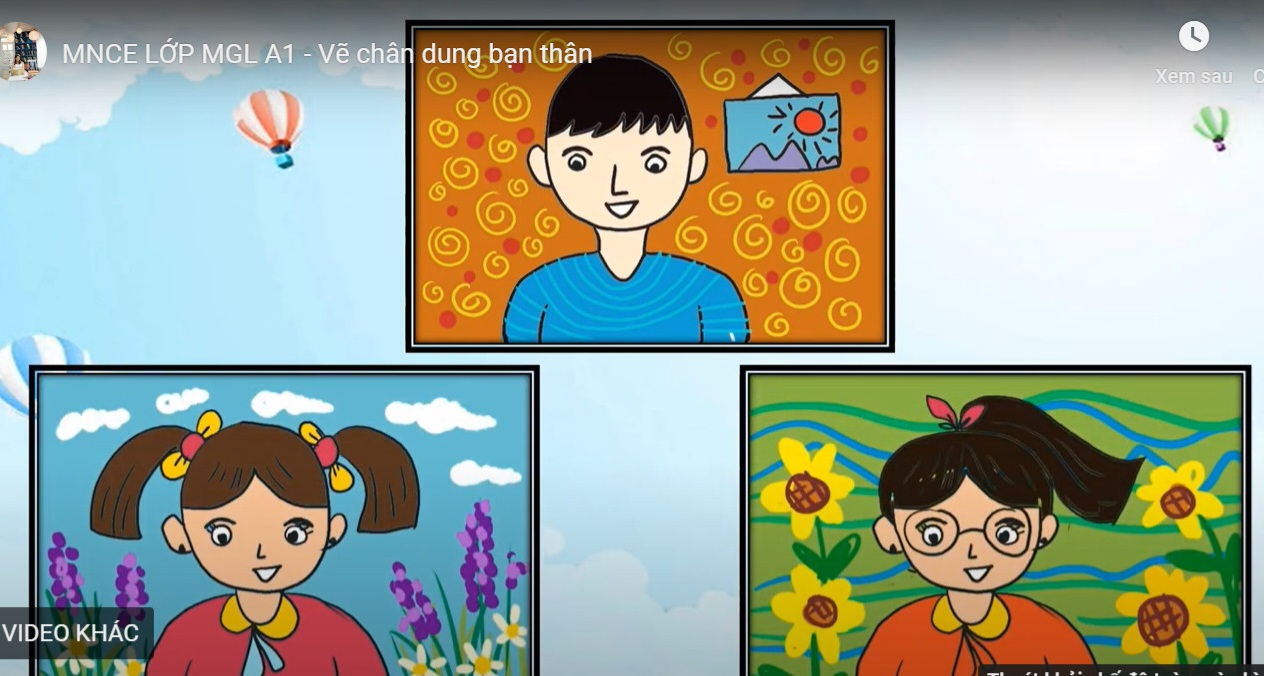 MNCE LỚP MGL A1 - Vẽ chân dung bạn thân
Xem sau
VIDEO KHÁC